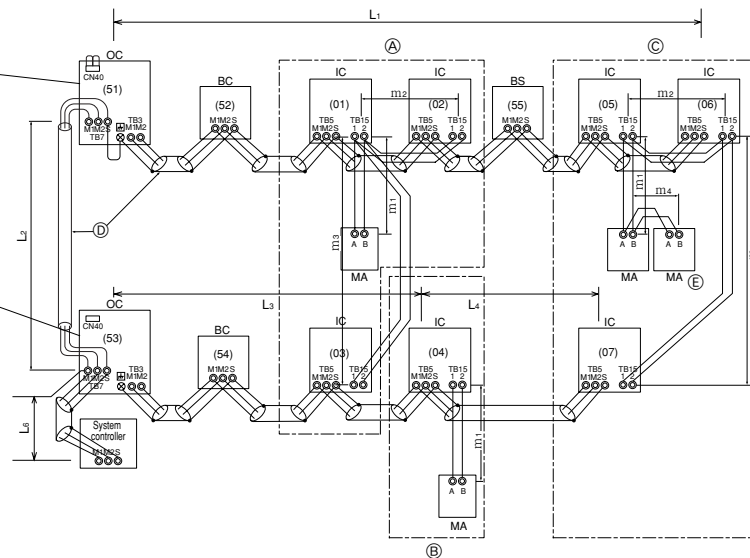 L1
A
C
OC
CN40
(51)
TB3
M1M2S
M1M2
TB7
BC
(52)
M1M2S
IC
(01)
TB5
TB15
M1M2S
1 2
m2
IC
(02)
TB5
TB15
M1M2S
1 2
BS
(55)
M1M2S
IC
(05)
TB5
TB15
M1M2S
1 2
m2
IC
(06)
TB5
TB15
M1M2S
1 2
L2
D
m3
m1
A B
MA
m1
m4
A B
MA
A B
MA
E
L3
L4
OC
CN40
(53)
TB3
M1M2S
M1M2
TB7
BC
(54)
M1M2S
IC
(03)
TB5
TB15
M1M2S
1 2
IC
(04)
TB5
TB15
M1M2S
1 2
IC
(07)
TB5
TB15
M1M2S
1 2
L6
System
controller
M1M2S
m1
A B
MA
B